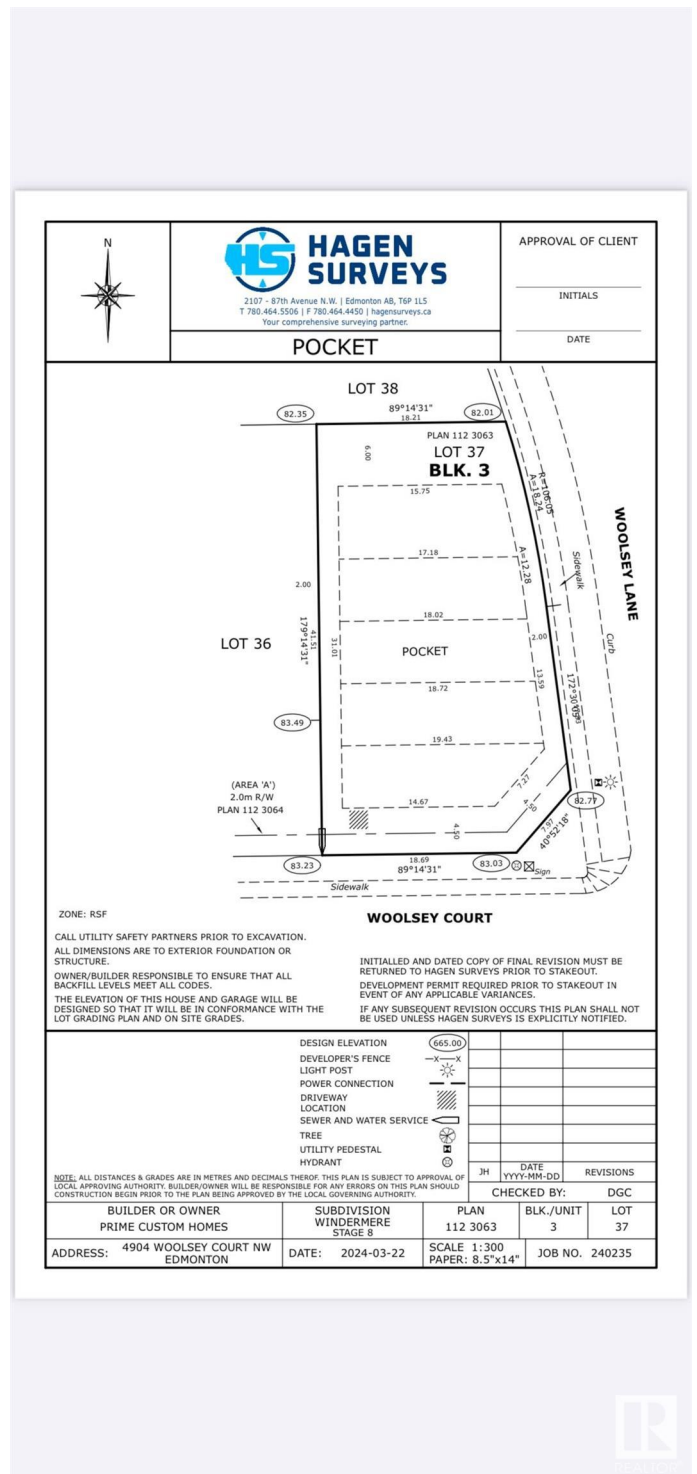 N
HS
HAGEN
SURVEYS
2107 - 87th Avenue N.W. | Edmonton AB, T6P 1L5
T 780.464.5506 | F 780.464.4450 | hagensurveys.ca
Your comprehensive surveying partner.
POCKET
APPROVAL OF CLIENT
INITIALS
DATE
LOT 38
82.35
89°14'31"
18.21
82.01
PLAN 112 3063
LOT 37
BLK. 3
6.00
15.75
R=106.05
A=18.24
WOOLSEY LANE
17.18
A=12.28
Sidewalk
2.00
18.02
179°14'31"
41.51
31.01
2.00
Curb
LOT 36
POCKET
13.59
18.72
172°30'05"
83.49
19.43
(AREA 'A')
2.0m R/W
PLAN 112 3064
7.27
14.67
4.50
82.77
4.50
7.97
40°52'18"
83.23
18.69
89°14'31"
83.03
Sign
Sidewalk
ZONE: RSF
WOOLSEY COURT
CALL UTILITY SAFETY PARTNERS PRIOR TO EXCAVATION.
ALL DIMENSIONS ARE TO EXTERIOR FOUNDATION OR
STRUCTURE.
OWNER/BUILDER RESPONSIBLE TO ENSURE THAT ALL
BACKFILL LEVELS MEET ALL CODES.
THE ELEVATION OF THIS HOUSE AND GARAGE WILL BE
DESIGNED SO THAT IT WILL BE IN CONFORMANCE WITH THE
LOT GRADING PLAN AND ON SITE GRADES.
INITIALLED AND DATED COPY OF FINAL REVISION MUST BE
RETURNED TO HAGEN SURVEYS PRIOR TO STAKEOUT.
DEVELOPMENT PERMIT REQUIRED PRIOR TO STAKEOUT IN
EVENT OF ANY APPLICABLE VARIANCES.
IF ANY SUBSEQUENT REVISION OCCURS THIS PLAN SHALL NOT
BE USED UNLESS HAGEN SURVEYS IS EXPLICITLY NOTIFIED.
DESIGN ELEVATION 665.00
DEVELOPER'S FENCE —X—X
LIGHT POST
POWER CONNECTION
DRIVEWAY
LOCATION
SEWER AND WATER SERVICE
TREE
UTILITY PEDESTAL
HYDRANT
NOTE: ALL DISTANCES & GRADES ARE IN METRES AND DECIMALS THEROF. THIS PLAN IS SUBJECT TO APPROVAL OF
LOCAL APPROVING AUTHORITY. BUILDER/OWNER WILL BE RESPONSIBLE FOR ANY ERRORS ON THIS PLAN SHOULD
CONSTRUCTION BEGIN PRIOR TO THE PLAN BEING APPROVED BY THE LOCAL GOVERNING AUTHORITY.
JH
DATE
YYYY-MM-DD
REVISIONS
CHECKED BY: DGC
BUILDER OR OWNER
PRIME CUSTOM HOMES
SUBDIVISION
WINDERMERE
STAGE 8
PLAN
112 3063
BLK./UNIT
3
LOT
37
ADDRESS: 4904 WOOLSEY COURT NW
EDMONTON
DATE: 2024-03-22
SCALE 1:300
PAPER: 8.5"x14"
JOB NO. 240235
R
REALTOR